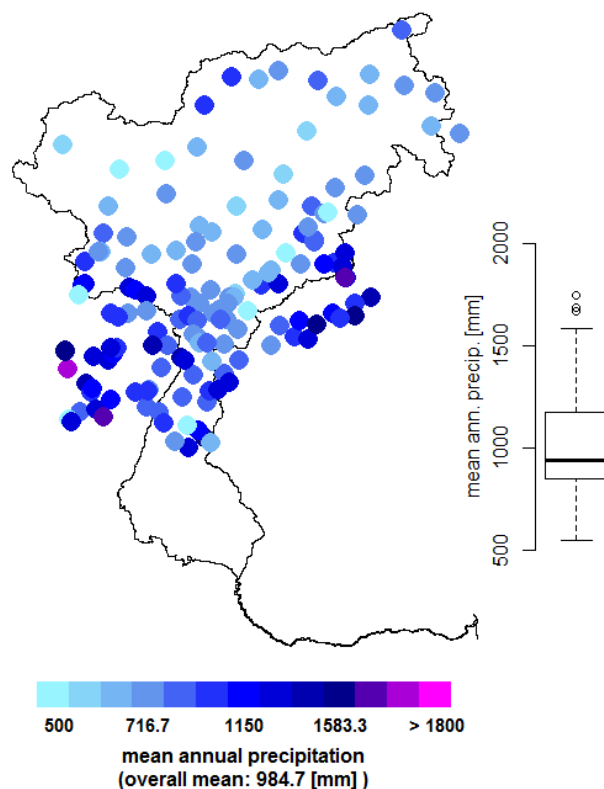 2000
1500
1000
500
mean ann. precip. [mm]
500 716.7 1150 1583.3 > 1800
mean annual precipitation
(overall mean: 984.7 [mm] )